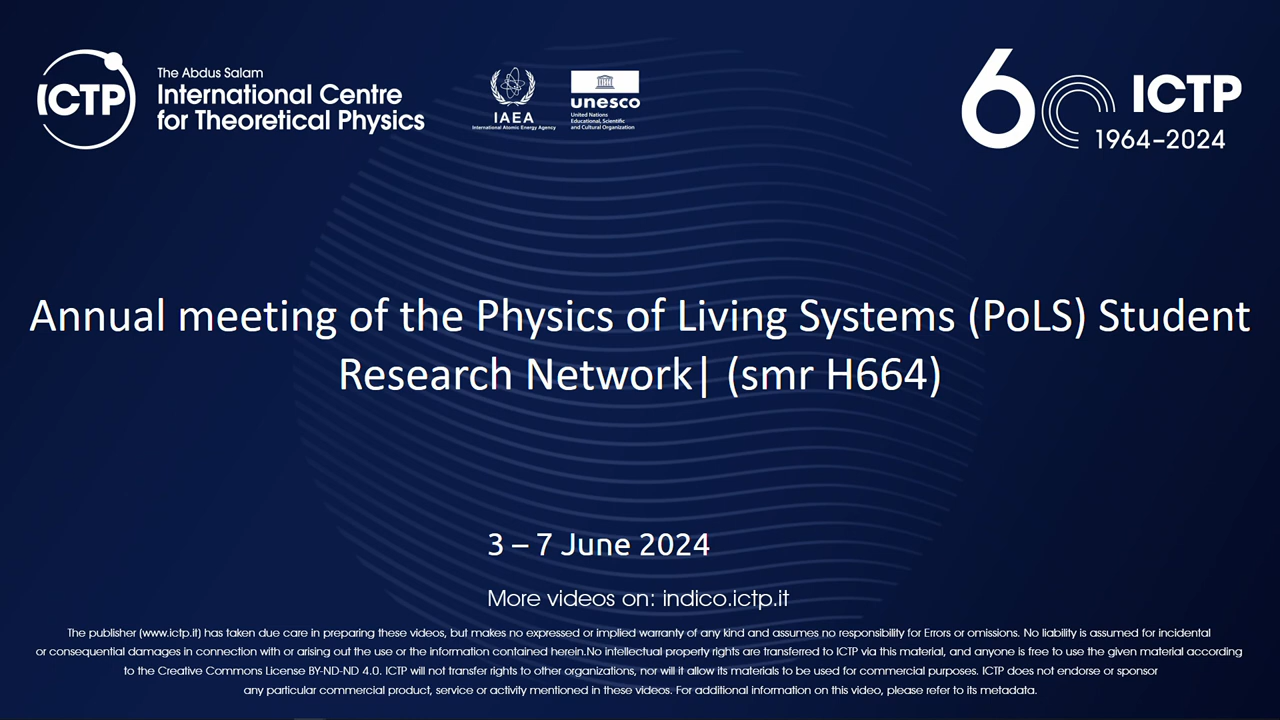 ICTP
The Abdus Salam
International Centre
for Theoretical Physics
IAEA
International Atomic Energy Agency
unesco
United Nations
Educational, Scientific
and Cultural Organization
60 ICTP
1964–2024
Annual meeting of the Physics of Living Systems (PoLS) Student
Research Network| (smr H664)
3 – 7 June 2024
More videos on: indico.ictp.it
The publisher (www.ictp.it) has taken due care in preparing these videos, but makes no expressed or implied warranty of any kind and assumes no responsibility for Errors or omissions. No liability is assumed for incidental
or consequential damages in connection with or arising out the use or the information contained herein.No intellectual property rights are transferred to ICTP via this material, and anyone is free to use the given material according
to the Creative Commons License BY-ND-ND 4.0. ICTP will not transfer rights to other organizations, nor will it allow its materials to be used for commercial purposes. ICTP does not endorse or sponsor
any particular commercial product, service or activity mentioned in these videos. For additional information on this video, please refer to its metadata.